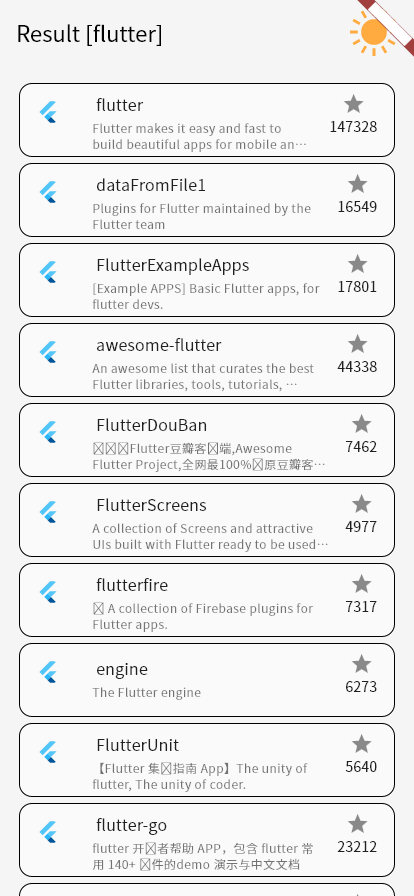 Result [flutter]
flutter
Flutter makes it easy and fast to
build beautiful apps for mobile an…
147328
dataFromFile1
Plugins for Flutter maintained by the
Flutter team
16549
FlutterExampleApps
[Example APPS] Basic Flutter apps, for
flutter devs.
17801
awesome-flutter
An awesome list that curates the best
Flutter libraries, tools, tutorials, …
44338
FlutterDouBan
Flutter豆瓣客端,Awesome
Flutter Project,全网最100%原豆瓣客…
7462
FlutterScreens
A collection of Screens and attractive
UIs built with Flutter ready to be used…
4977
flutterfire
A collection of Firebase plugins for
Flutter apps.
7317
engine
The Flutter engine
6273
FlutterUnit
【Flutter 集指南 App】The unity of
flutter, The unity of coder.
5640
flutter-go
flutter 开者帮助 APP，包含 flutter 常
用 140+ 件的demo 演示与中文文档
23212